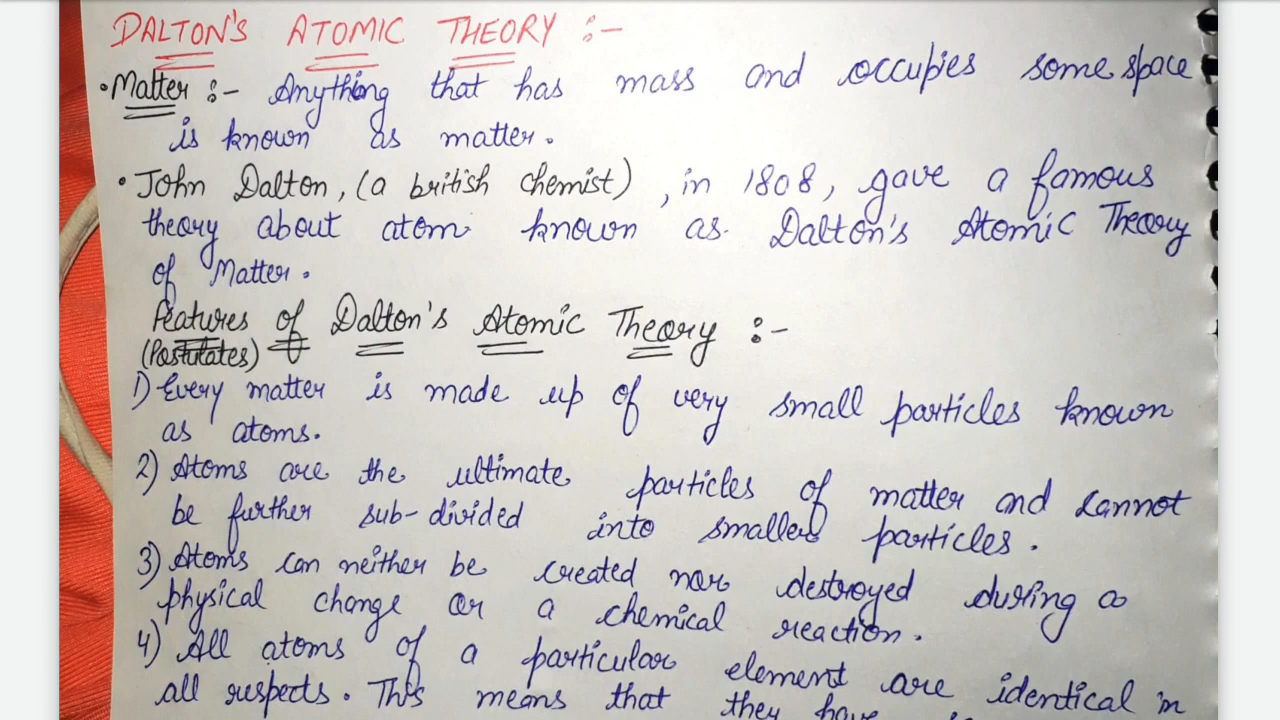 DALTON'S ATOMIC THEORY :-
• Matter :- Anything that has mass and occupies some space
is known as matter.
• John Dalton, (a british chemist), in 1808, gave a famous
theory about atom known as Dalton's Atomic Theory
of Matter.
Features of Dalton's Atomic Theory :-
(Postulates)
1) Every matter is made up of very small particles known
as atoms.
2) Atoms are the ultimate particles of matter and cannot
be further sub-divided into smaller particles.
3) Atoms can neither be created nor destroyed during a
physical change or a chemical reaction.
4) All atoms of a particular element are identical in
all respects. This means that they have